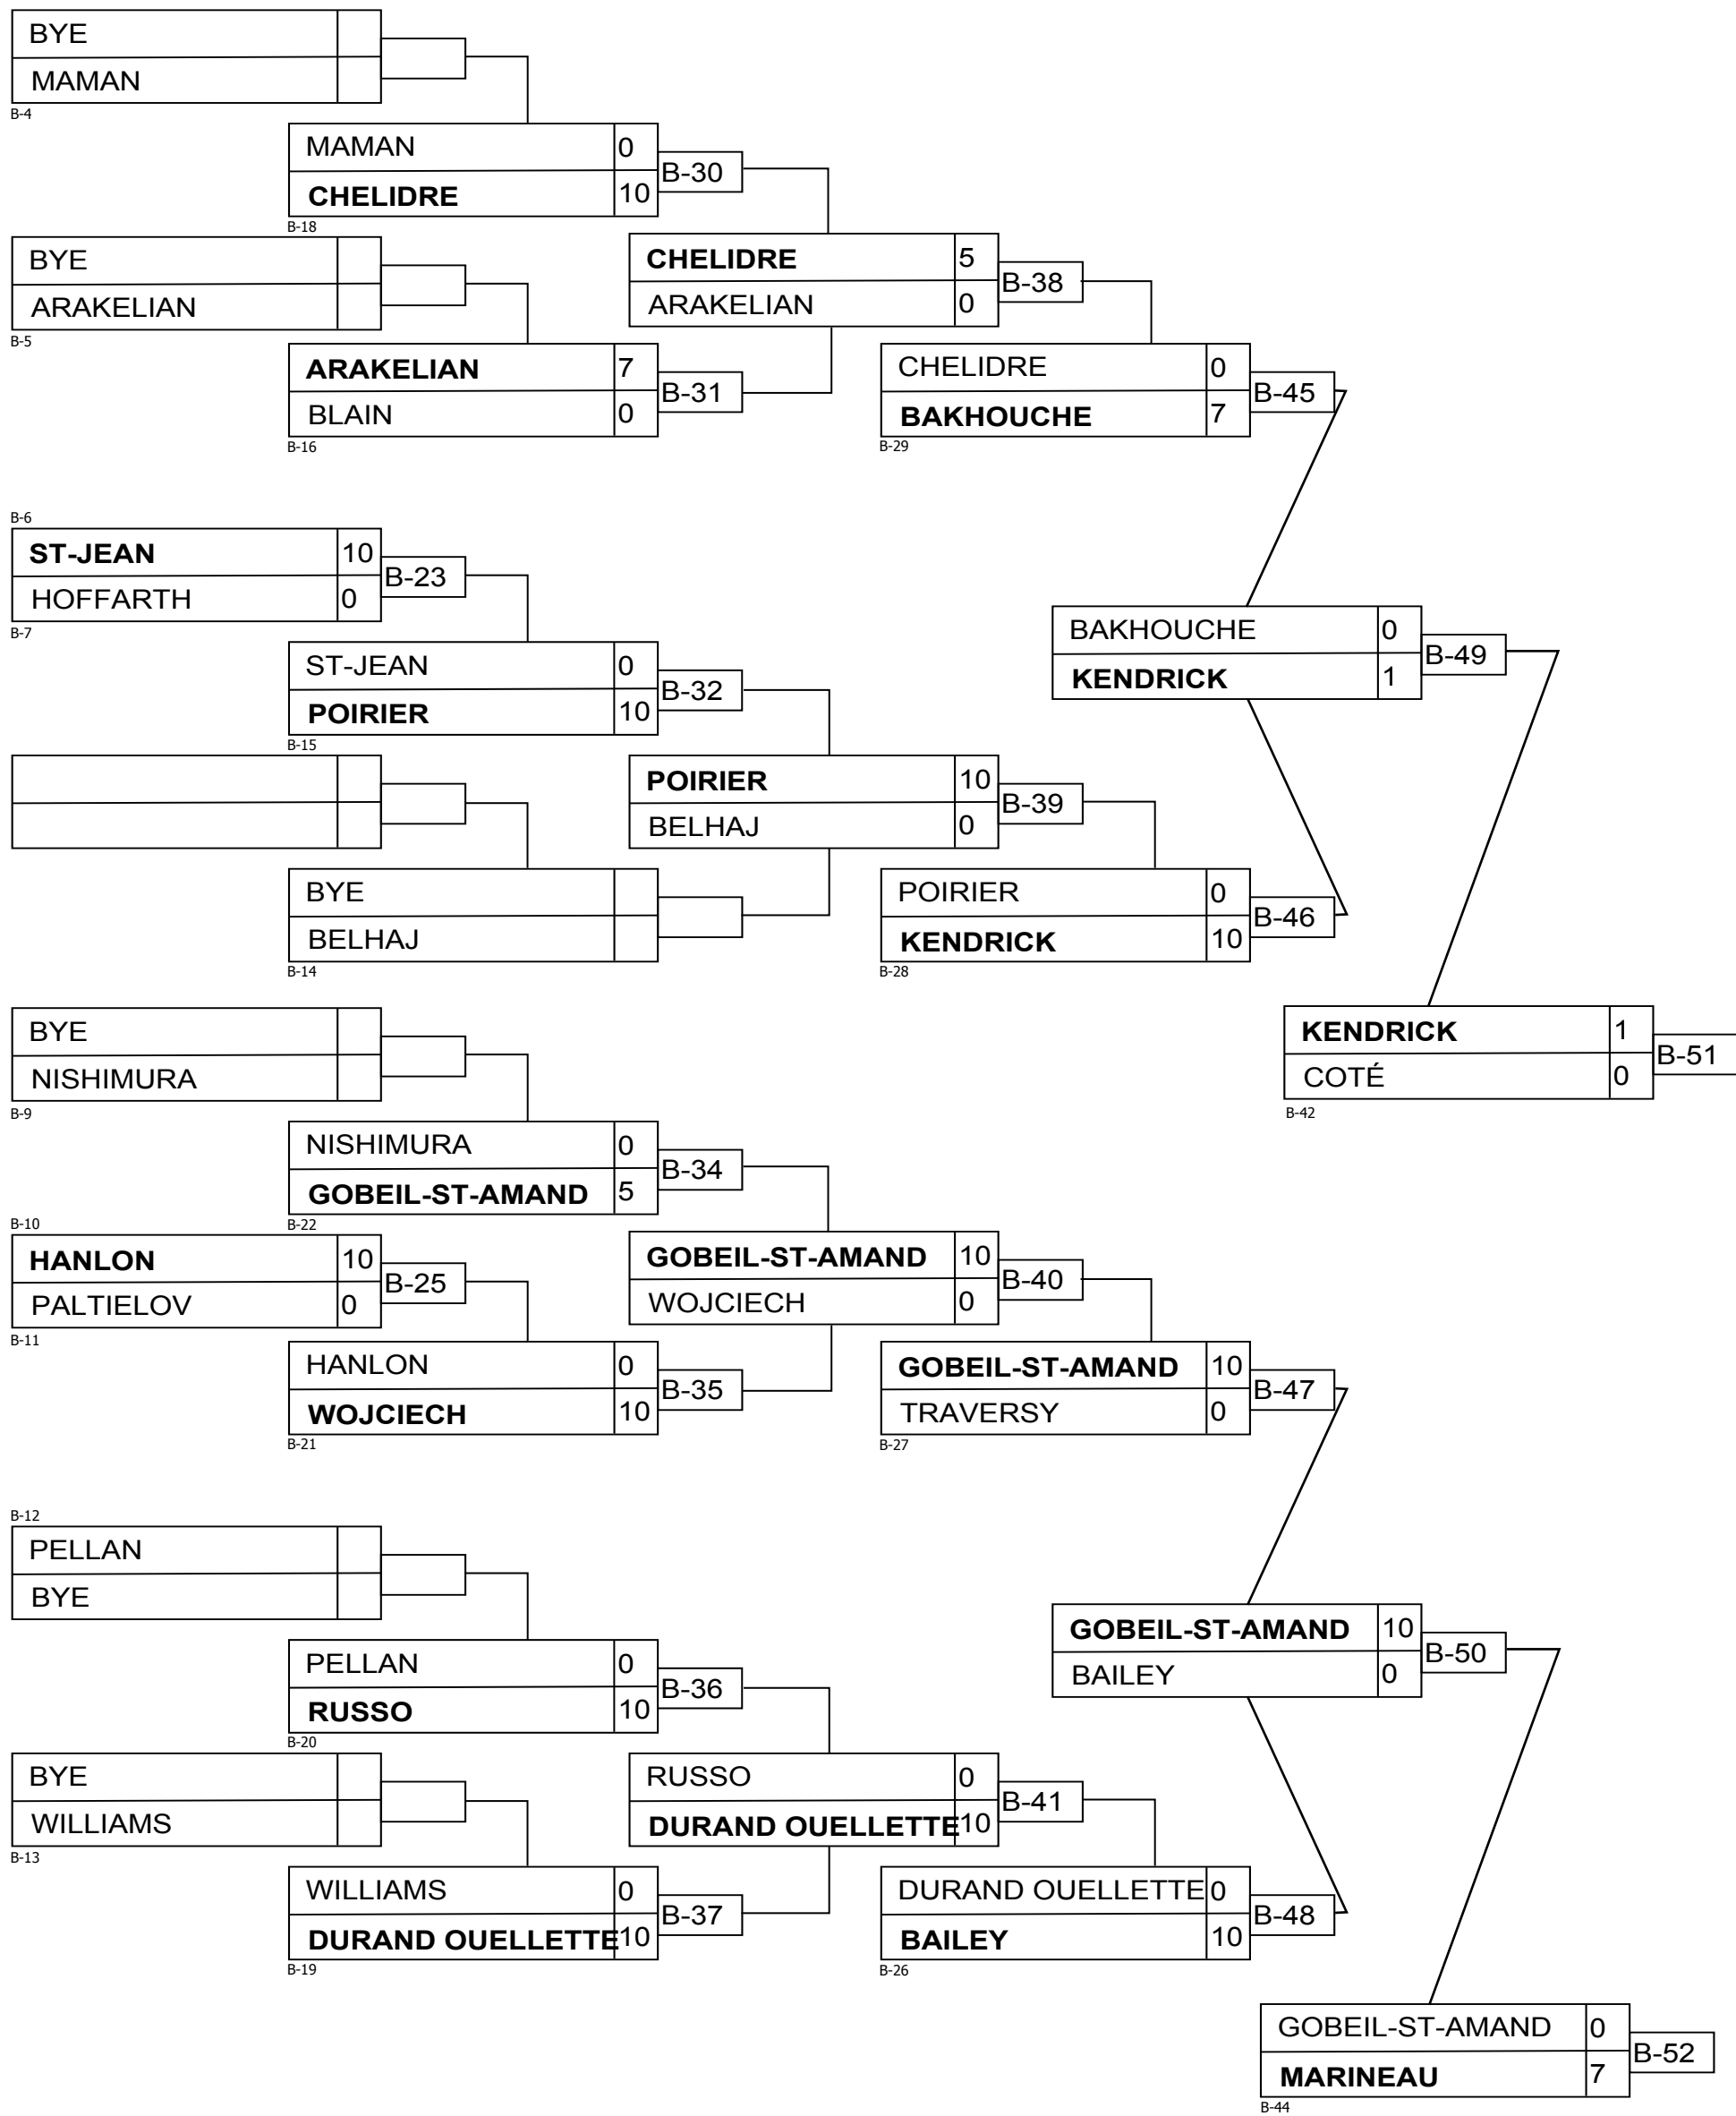 BYE
MAMAN
B-4
MAMAN 0
CHELIDRE 10
B-30
B-18
BYE
ARAKELIAN
B-5
CHELIDRE 5
ARAKELIAN 0
B-38
ARAKELIAN 7
BLAIN 0
B-31
B-16
CHELIDRE 0
BAKHOUCHE 7
B-45
B-29
B-6
ST-JEAN 10
HOFFARTH 0
B-23
B-7
BAKHOUCHE 0
KENDRICK 1
B-49
ST-JEAN 0
POIRIER 10
B-32
B-15
POIRIER 10
BELHAJ 0
B-39
BYE
BELHAJ
B-14
POIRIER 0
KENDRICK 10
B-46
B-28
BYE
NISHIMURA
B-9
KENDRICK 1
COTÉ 0
B-51
B-42
NISHIMURA 0
GOBEIL-ST-AMAND 5
B-34
B-22
B-10
HANLON 10
PALTIELOV 0
B-25
B-11
GOBEIL-ST-AMAND 10
WOJCIECH 0
B-40
HANLON 0
WOJCIECH 10
B-35
B-21
GOBEIL-ST-AMAND 10
TRAVERSY 0
B-47
B-27
B-12
PELLAN
BYE
GOBEIL-ST-AMAND 10
BAILEY 0
B-50
PELLAN 0
RUSSO 10
B-36
B-20
BYE
WILLIAMS
B-13
RUSSO 0
DURAND OUELLETTE 10
B-41
WILLIAMS 0
DURAND OUELLETTE 10
B-37
B-19
DURAND OUELLETTE 0
BAILEY 10
B-48
B-26
GOBEIL-ST-AMAND 0
MARINEAU 7
B-52
B-44